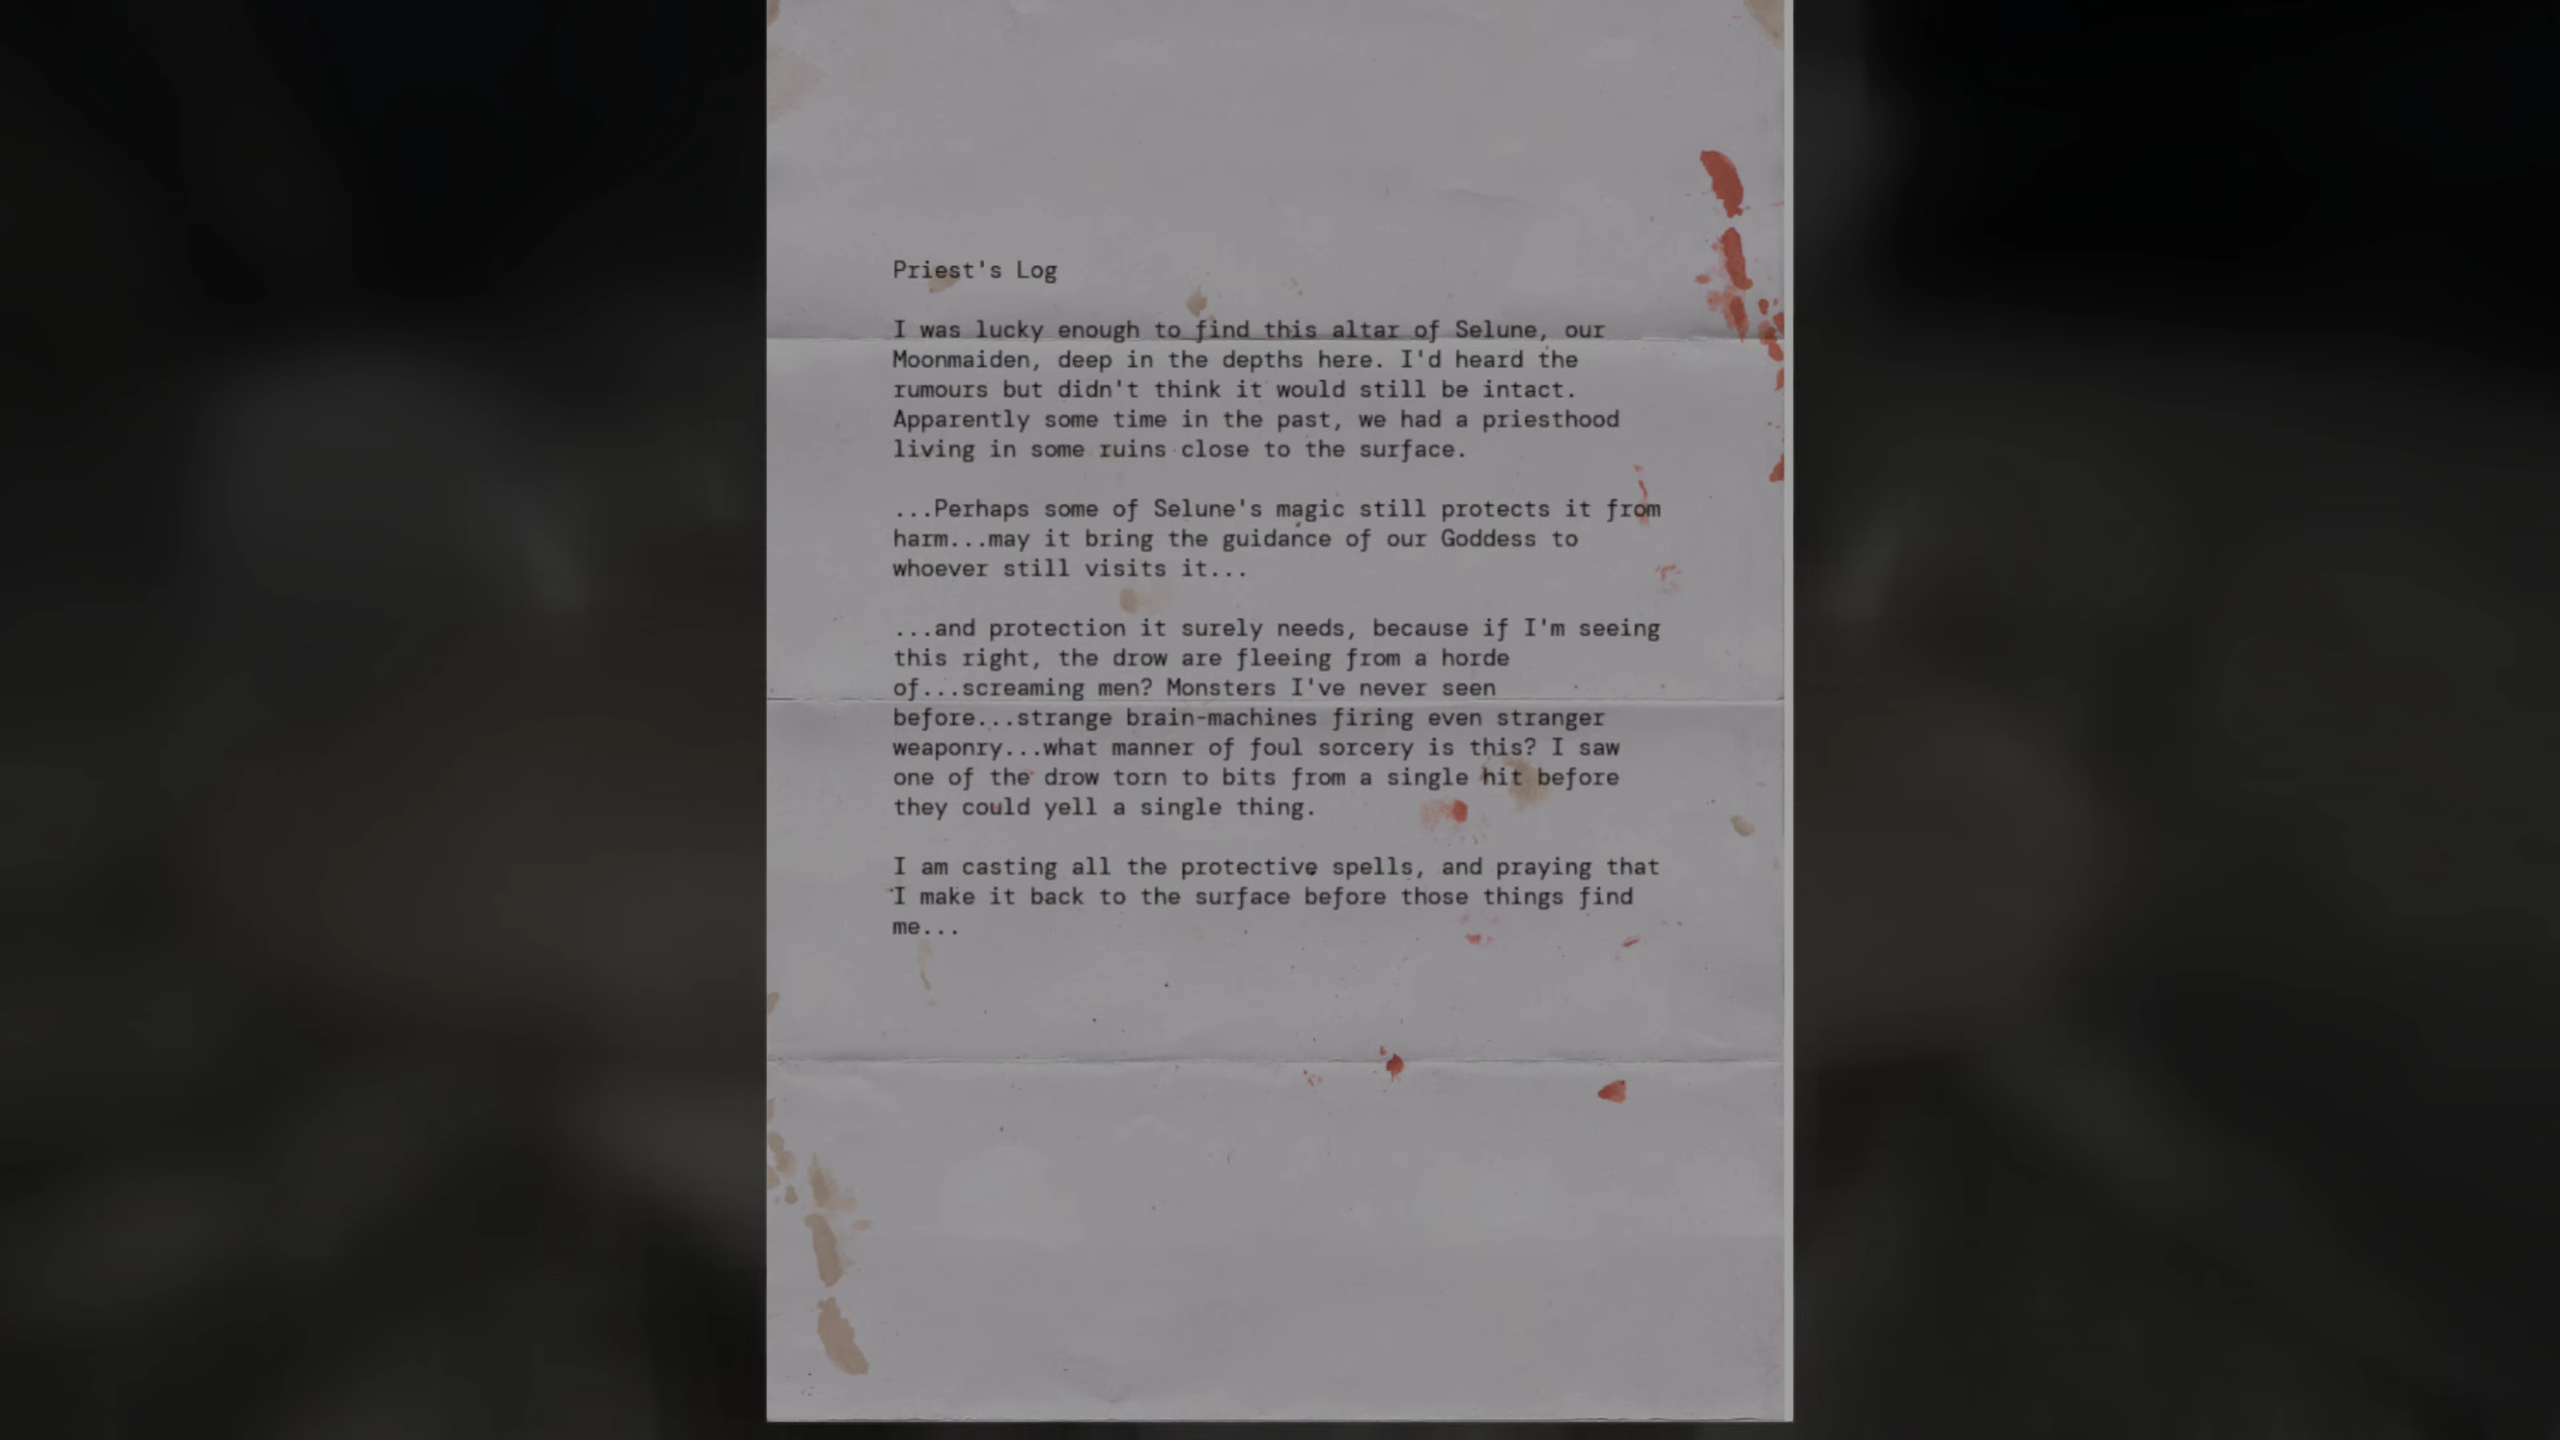 Priest's Log
I was lucky enough to find this altar of Selune, our
Moonmaiden, deep in the depths here. I'd heard the
rumours but didn't think it would still be intact.
Apparently some time in the past, we had a priesthood
living in some ruins close to the surface.
...Perhaps some of Selune's magic still protects it from
harm...may it bring the guidance of our Goddess to
whoever still visits it...
...and protection it surely needs, because if I'm seeing
this right, the drow are fleeing from a horde
of...screaming men? Monsters I've never seen
before...strange brain-machines firing even stranger
weaponry...what manner of foul sorcery is this? I saw
one of the drow torn to bits from a single hit before
they could yell a single thing.
I am casting all the protective spells, and praying that
I make it back to the surface before those things find
me...